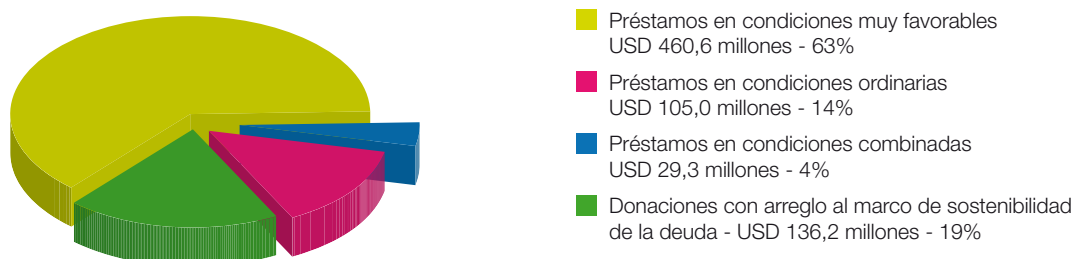 Préstamos en condiciones muy favorables
USD 460,6 millones - 63%
Préstamos en condiciones ordinarias
USD 105,0 millones - 14%
Préstamos en condiciones combinadas
USD 29,3 millones - 4%
Donaciones con arreglo al marco de sostenibilidad
de la deuda - USD 136,2 millones - 19%